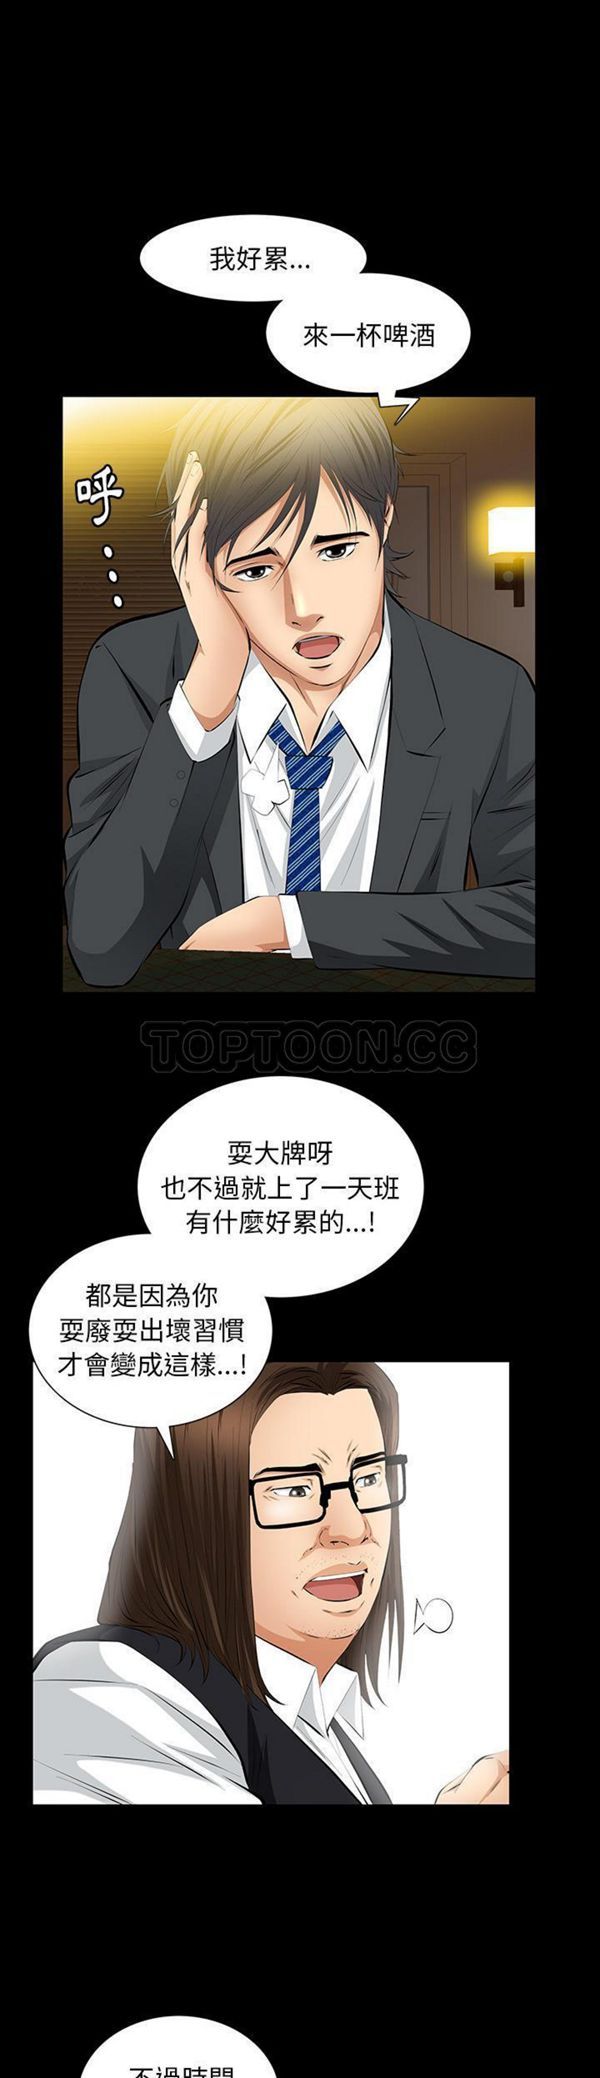 我好累...
來一杯啤酒
呼...
TOPTOON.CC
耍大牌呀
也不過就上了一天班
有什麼好累的...!
都是因為你
耍廢耍出壞習慣
才會變成這樣...!
不過時間